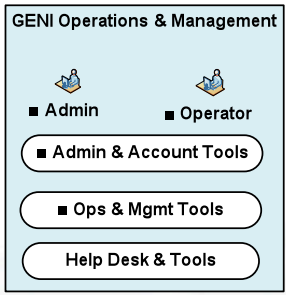 GENI Operations & Management
■ Admin
■ Operator
■ Admin & Account Tools
■ Ops & Mgmt Tools
Help Desk & Tools